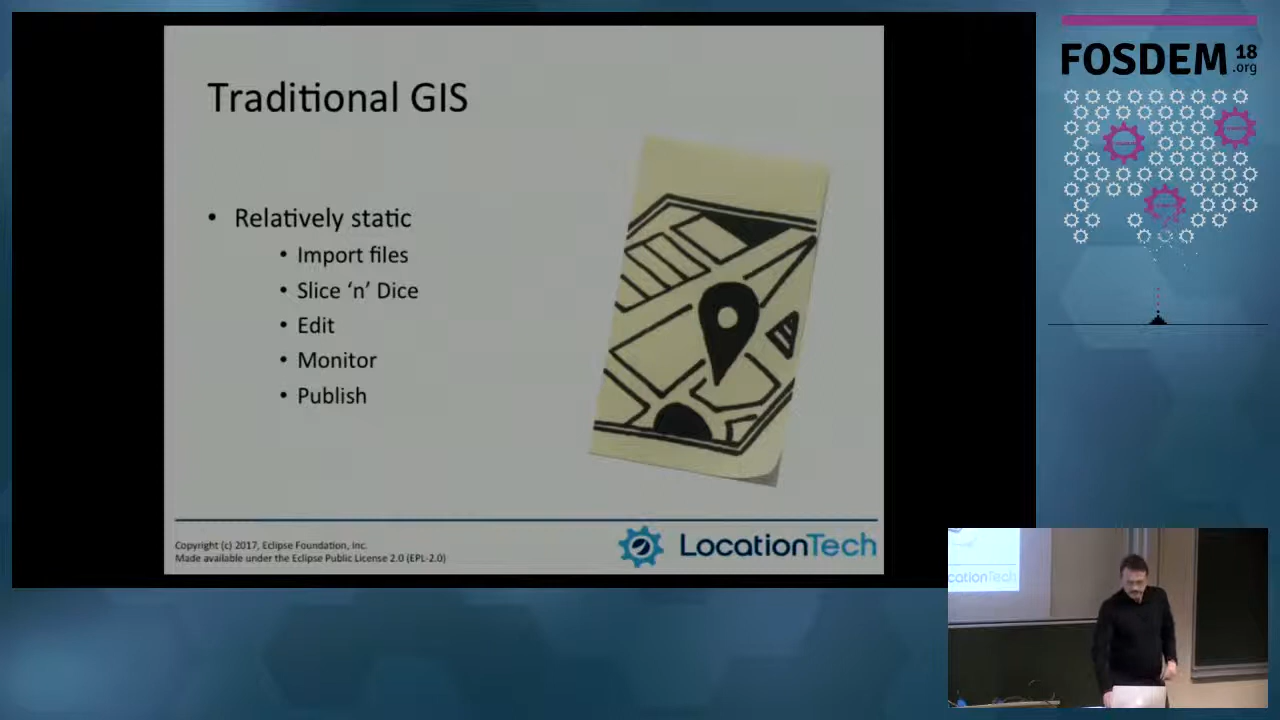 Traditional GIS
• Relatively static
• Import files
• Slice ‘n’ Dice
• Edit
• Monitor
• Publish
Copyright (c) 2017, Eclipse Foundation, Inc.
Made available under the Eclipse Public License 2.0 (EPL-2.0)
LocationTech
FOSDEM 18
.org
cationTech